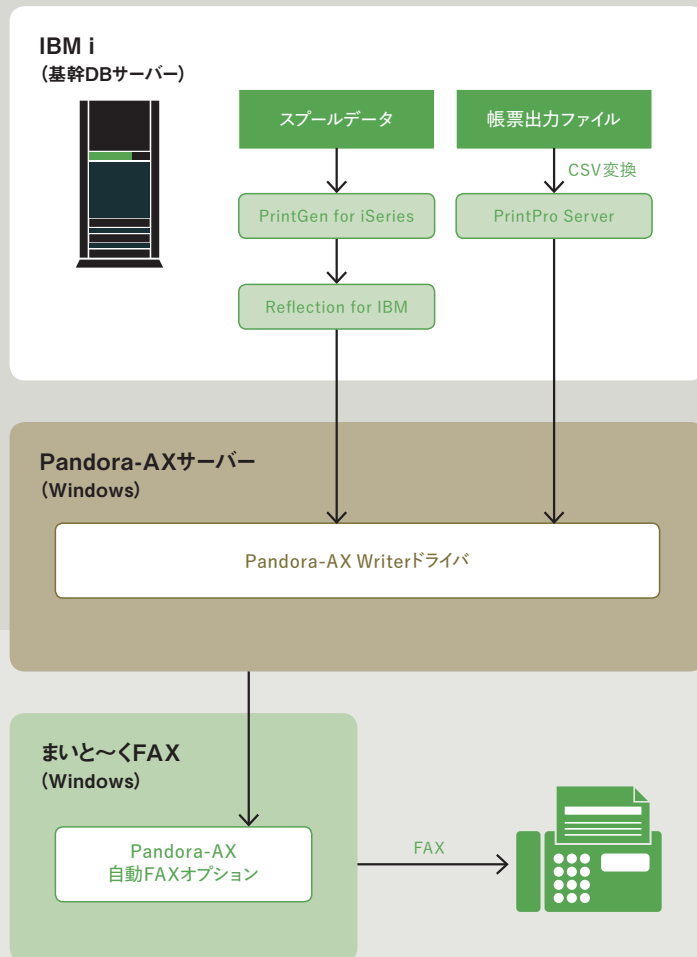 IBM i
（基幹DBサーバー）
スプールデータ
帳票出力ファイル
CSV変換
PrintGen for iSeries
PrintPro Server
Reflection for IBM
Pandora-AXサーバー
（Windows）
Pandora-AX Writerドライバ
まいと～くFAX
（Windows）
Pandora-AX
自動FAXオプション
FAX